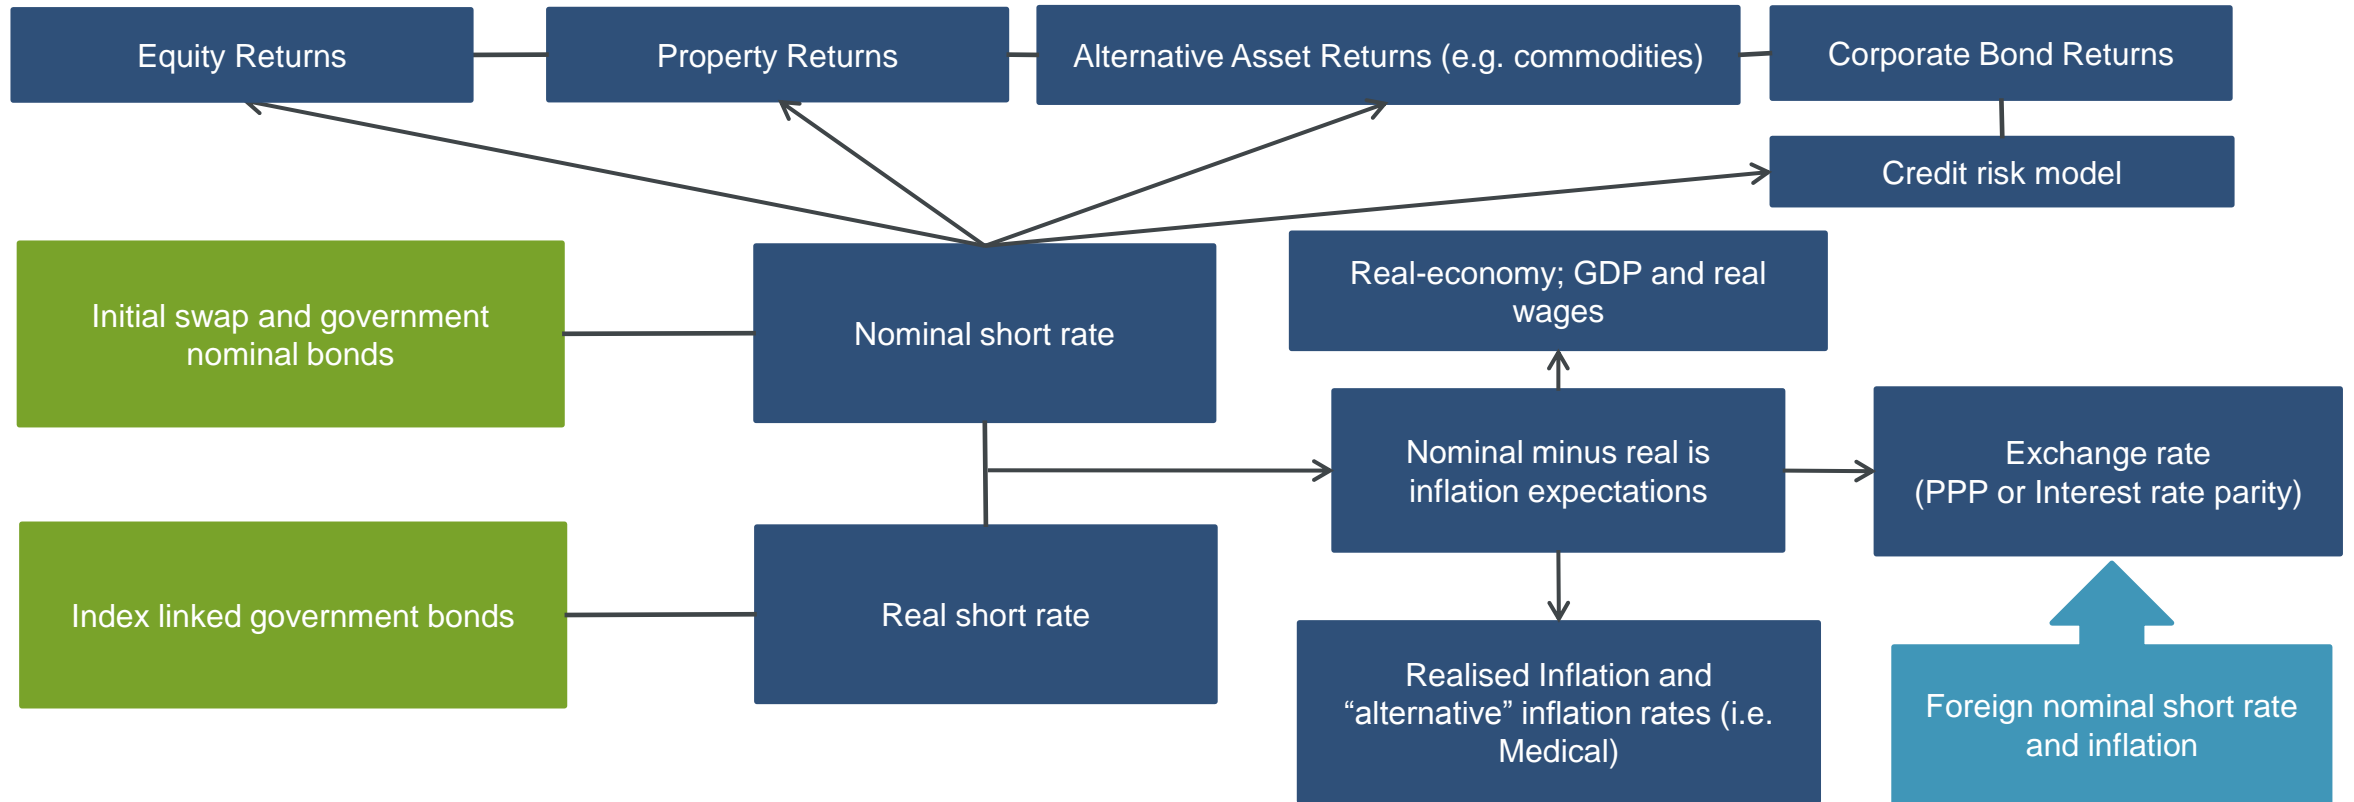 Equity Returns
Property Returns
Alternative Asset Returns (e.g. commodities)
Corporate Bond Returns
Credit risk model
Initial swap and government
nominal bonds
Nominal short rate
Real-economy; GDP and real
wages
Nominal minus real is
inflation expectations
Exchange rate
(PPP or Interest rate parity)
Index linked government bonds
Real short rate
Realised Inflation and
“alternative” inflation rates (i.e.
Medical)
Foreign nominal short rate
and inflation